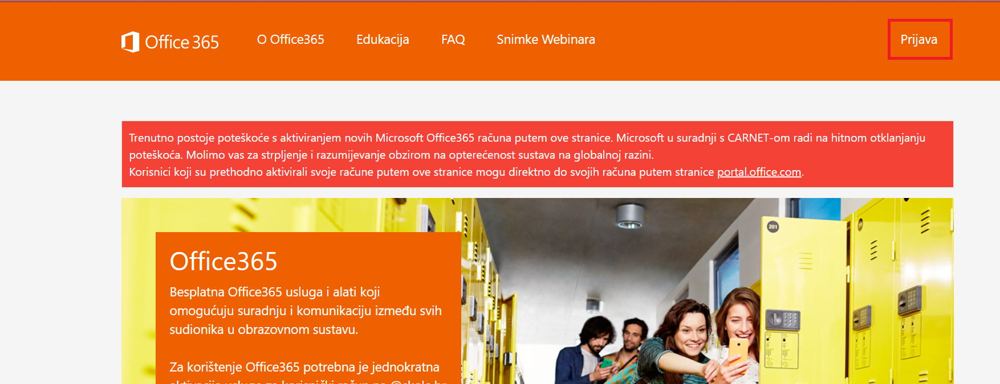 Office 365
O Office365
Edukacija
FAQ
Snimke Webinara
Prijava
Trenutno postoje poteškoće s aktiviranjem novih Microsoft Office365 računa putem ove stranice. Microsoft u suradnji s CARNET-om radi na hitnom otklanjanju
poteškoća. Molimo vas za strpljenje i razumijevanje obzirom na opterećenost sustava na globalnoj razini.
Korisnici koji su prethodno aktivirali svoje račune putem ove stranice mogu direktno do svojih računa putem stranice portal.office.com.
Office365
Besplatna Office365 usluga i alati koji
omogućuju suradnju i komunikaciju između svih
sudionika u obrazovnom sustavu.
Za korištenje Office365 potrebna je jednokratna
201